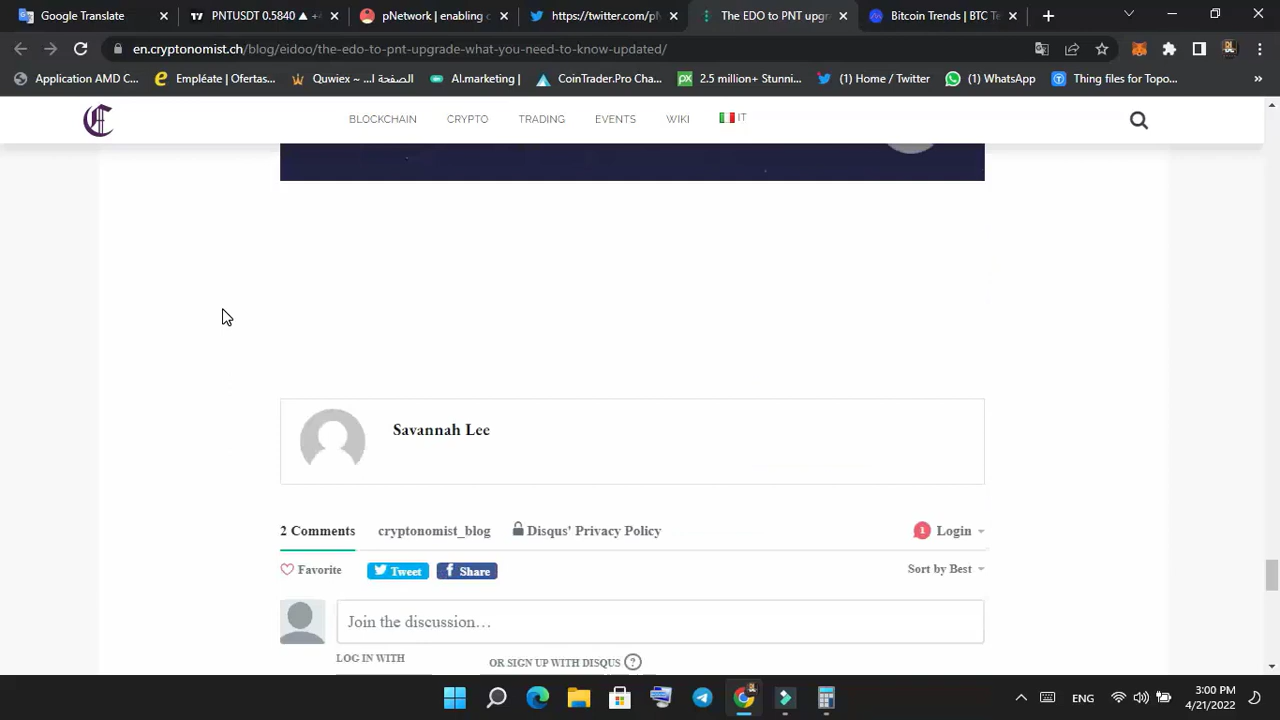 Google Translate
PNTUSDT 0.5840 ▲ +4
pNetwork | enabling c
https://twitter.com/pN
The EDO to PNT upgr
Bitcoin Trends | BTC Te
en.cryptonomist.ch/blog/eidoo/the-edo-to-pnt-upgrade-what-you-need-to-know-updated/
Application AMD C...
Empléate | Ofertas...
Quwiex ~ الصفحة ا...
AI.marketing |
CoinTrader.Pro Cha...
2.5 million+ Stunni...
(1) Home / Twitter
(1) WhatsApp
Thing files for Topo...
»
BLOCKCHAIN CRYPTO TRADING EVENTS WIKI IT
Savannah Lee
2 Comments cryptonomist_blog Disqus' Privacy Policy 1 Login
Favorite Tweet Share Sort by Best
Join the discussion...
LOG IN WITH
OR SIGN UP WITH DISQUS ?
ENG
3:00 PM
4/21/2022